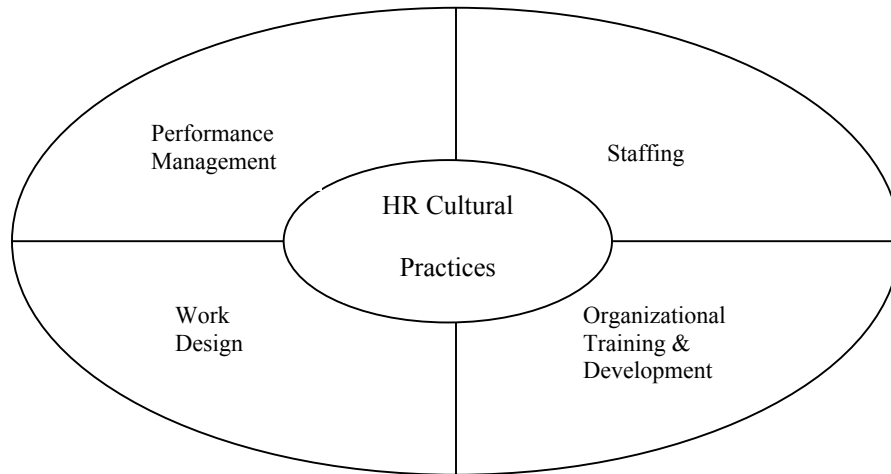 Performance
Management
Staffing
HR Cultural
Practices
Work
Design
Organizational
Training &
Development